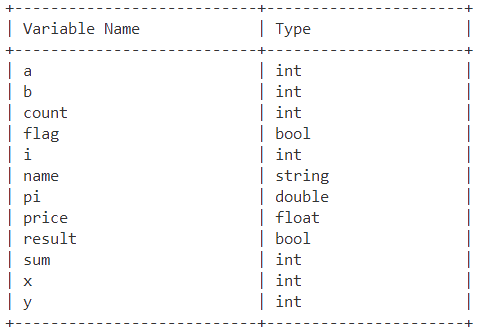 +---------------------------+----------------------+
| Variable Name             | Type                 |
+---------------------------+----------------------+
| a                         | int                  |
| b                         | int                  |
| count                     | int                  |
| flag                      | bool                 |
| i                         | int                  |
| name                      | string               |
| pi                        | double               |
| price                     | float                |
| result                    | bool                 |
| sum                       | int                  |
| x                         | int                  |
| y                         | int                  |
+---------------------------+----------------------+